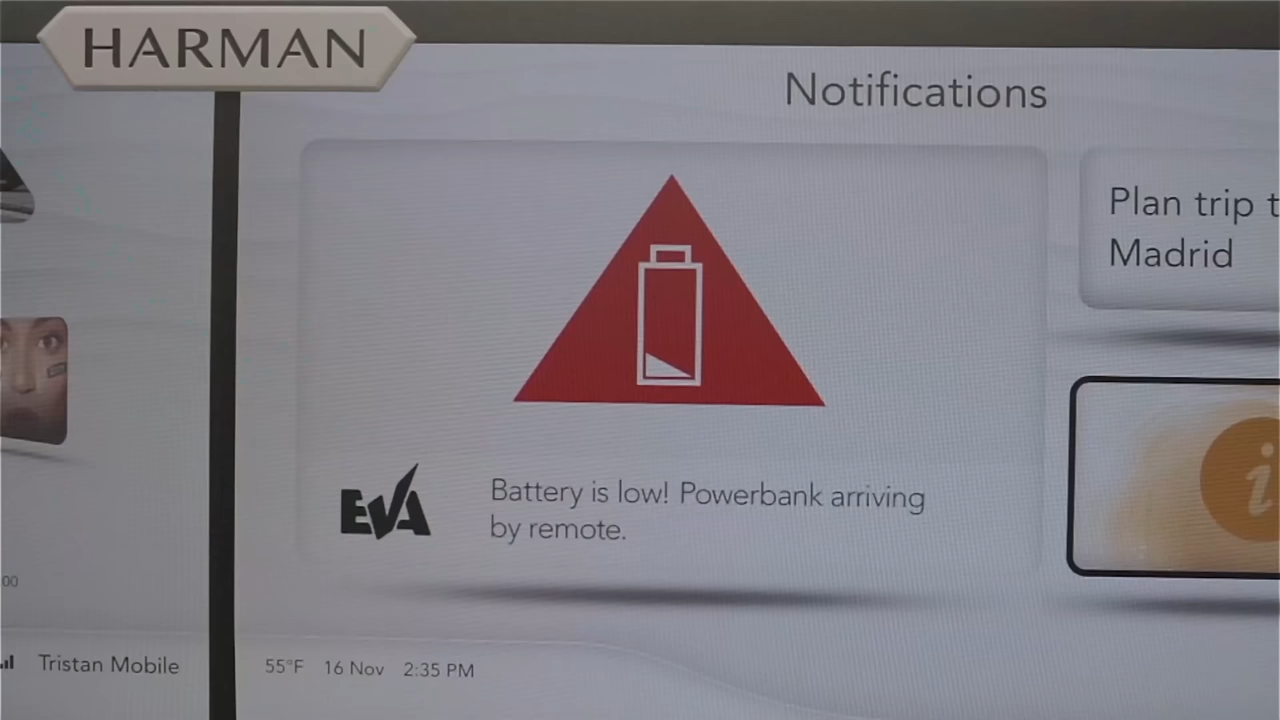 HARMAN
Notifications
Plan trip t
Madrid
i
EVA
Battery is low! Powerbank arriving
by remote.
00
Tristan Mobile
55°F 16 Nov 2:35 PM